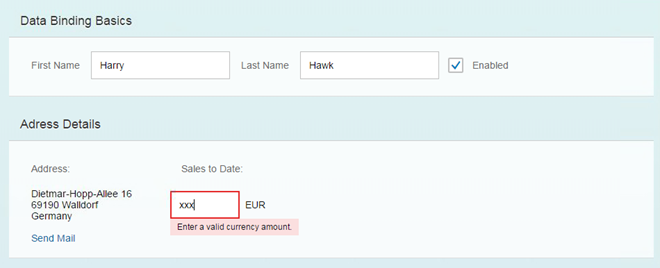 Data Binding Basics
First Name Harry Last Name Hawk Enabled
Adress Details
Address: Sales to Date:
Dietmar-Hopp-Allee 16
69190 Walldorf
Germany
xxx EUR
Enter a valid currency amount.
Send Mail